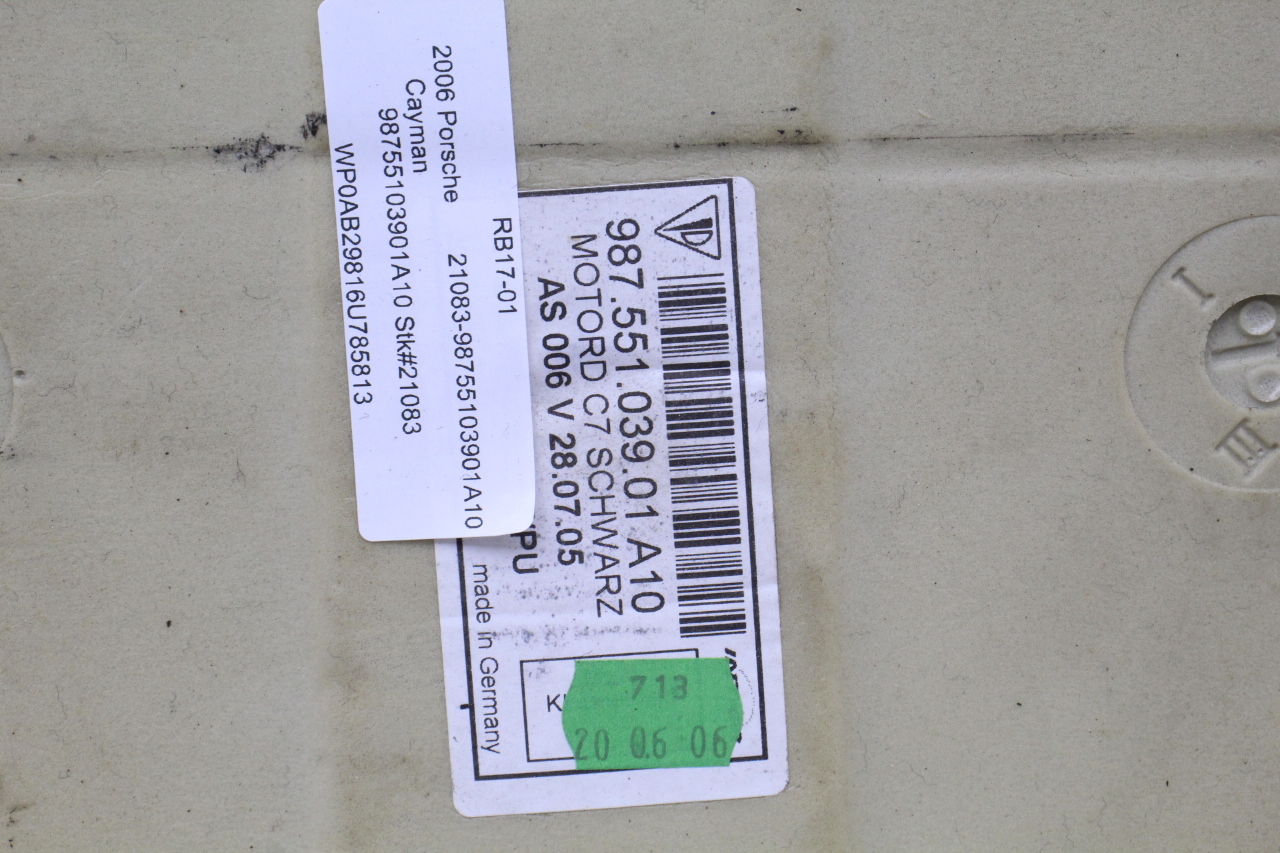 RB17-01
21083-98755103901A10
2006 Porsche
Cayman
98755103901A10 Stk#21083
WP0AB29816U785813
987.551.039.01 A10
MOTORD C7 SCHWARZ
AS 006 V 28.07.05
made in Germany
713
20 06 06
I
III